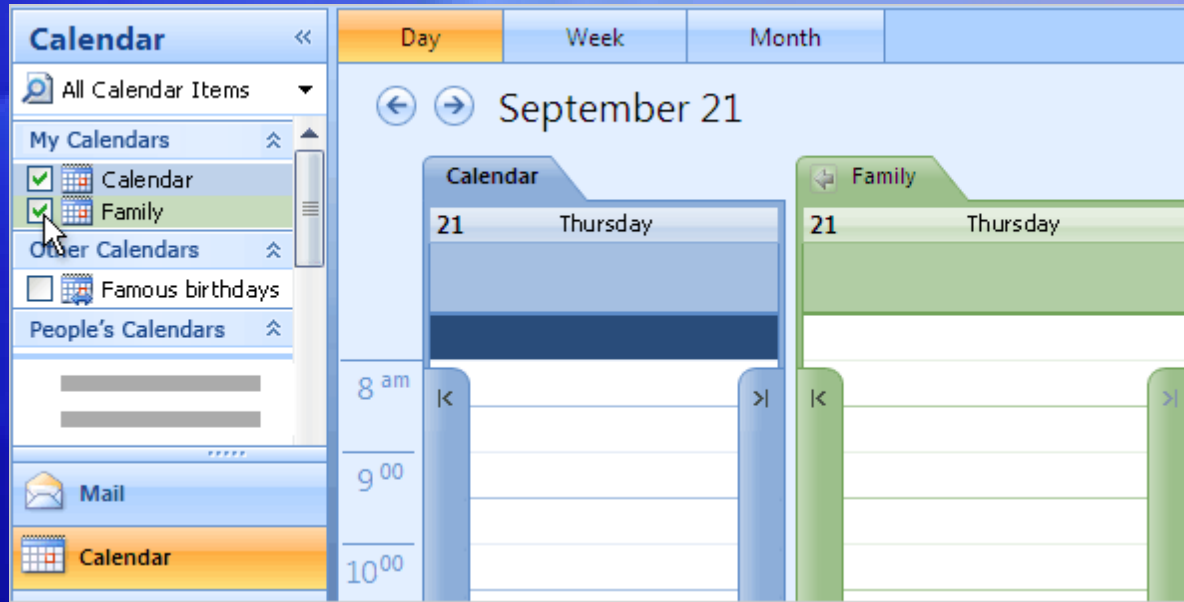 Calendar «
All Calendar Items
My Calendars
Calendar
Family
Other Calendars
Famous birthdays
People's Calendars
Mail
Calendar
Day Week Month
September 21
Calendar
21 Thursday
Family
21 Thursday
8 am
9 00
10 00